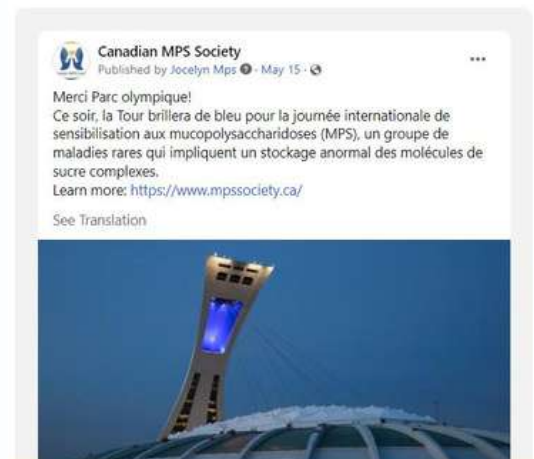 Canadian MPS Society
Published by Jocelyn Mps · May 15 ·
Merci Parc olympique!
Ce soir, la Tour brillera de bleu pour la journée internationale de
sensibilisation aux mucopolysaccharidoses (MPS), un groupe de
maladies rares qui impliquent un stockage anormal des molécules de
sucre complexes.
Learn more: https://www.mpssociety.ca/
See Translation